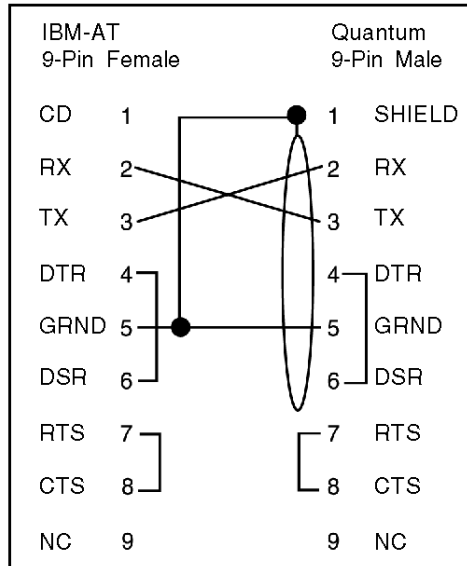 IBM-AT Quantum
9-Pin Female 9-Pin Male
CD 1 1 SHIELD
RX 2 2 RX
TX 3 3 TX
DTR 4 4 DTR
GRND 5 5 GRND
DSR 6 6 DSR
RTS 7 7 RTS
CTS 8 8 CTS
NC 9 9 NC